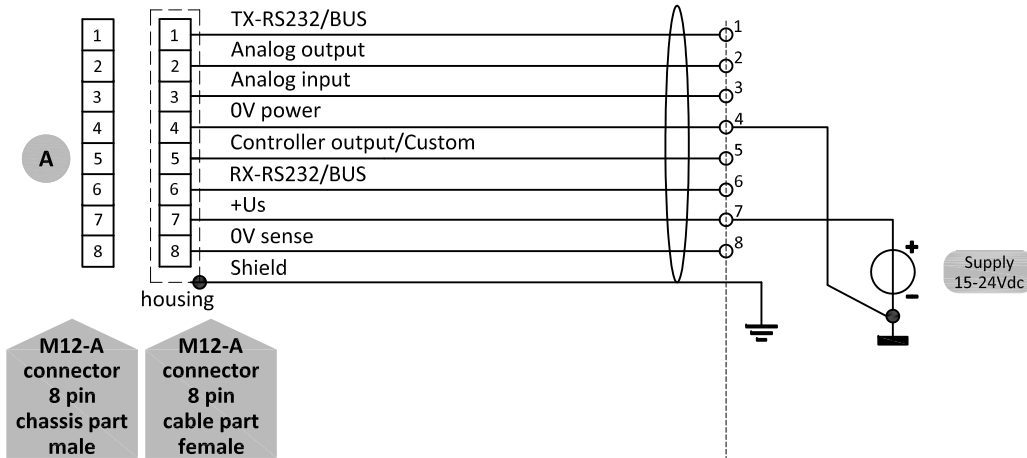 TX-RS232/BUS
1 1 1
Analog output
2 2 2
Analog input
3 3 3
0V power
4 4 4
Controller output/Custom
A 5 5 5
RX-RS232/BUS
6 6 6
+Us
7 7 7
0V sense
8 8 8
+
Supply
15-24Vdc
-
Shield
housing
M12-A
connector
8 pin
chassis part
male
M12-A
connector
8 pin
cable part
female